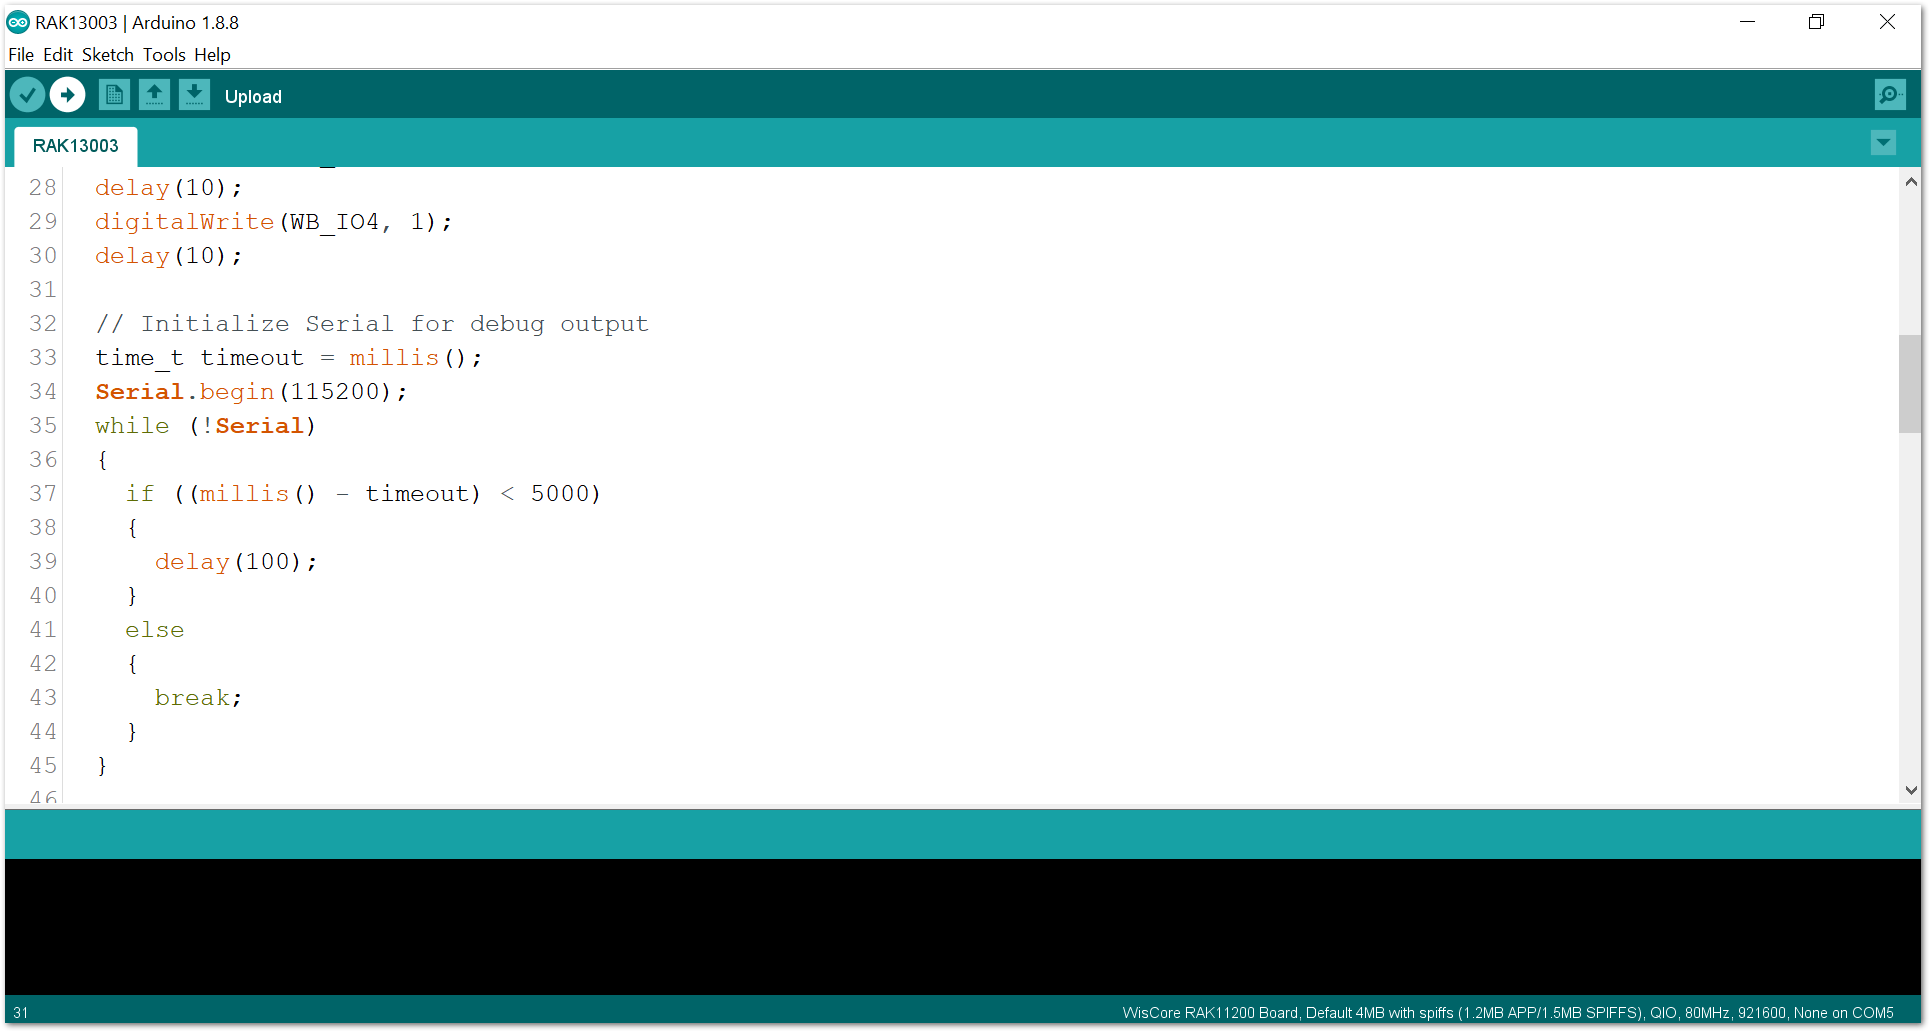 RAK13003 | Arduino 1.8.8
File Edit Sketch Tools Help
Upload
RAK13003
28 delay(10);
29 digitalWrite(WB_IO4, 1);
30 delay(10);
31
32 // Initialize Serial for debug output
33 time_t timeout = millis();
34 Serial.begin(115200);
35 while (!Serial)
36 {
37 if ((millis() - timeout) < 5000)
38 {
39 delay(100);
40 }
41 else
42 {
43 break;
44 }
45 }
46
31
WisCore RAK11200 Board, Default 4MB with spiffs (1.2MB APP/1.5MB SPIFFS), QIO, 80MHz, 921600, None on COM5